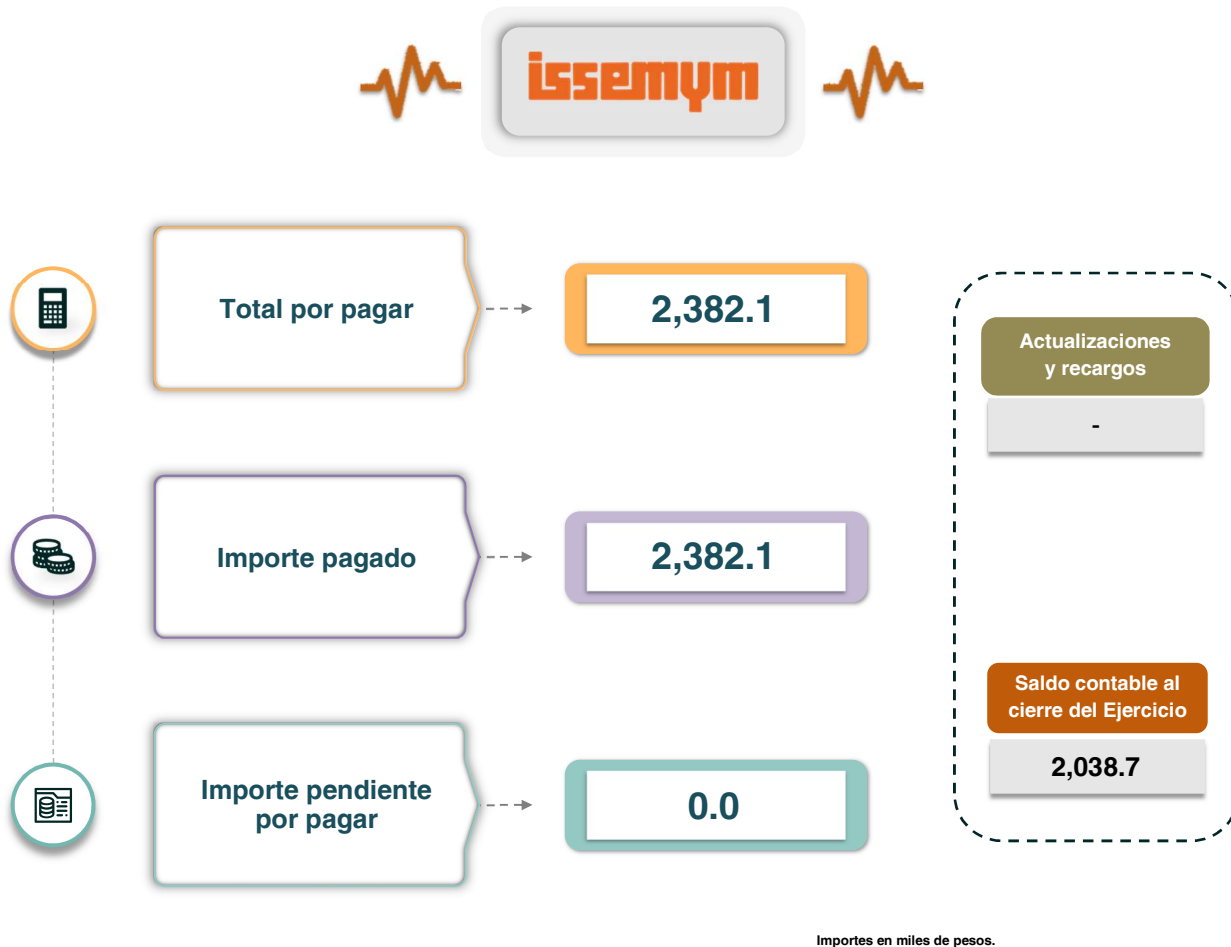 issemym
Total por pagar
2,382.1
Actualizaciones
y recargos
-
Importe pagado
2,382.1
Importe pendiente
por pagar
0.0
Saldo contable al
cierre del Ejercicio
2,038.7
Importes en miles de pesos.